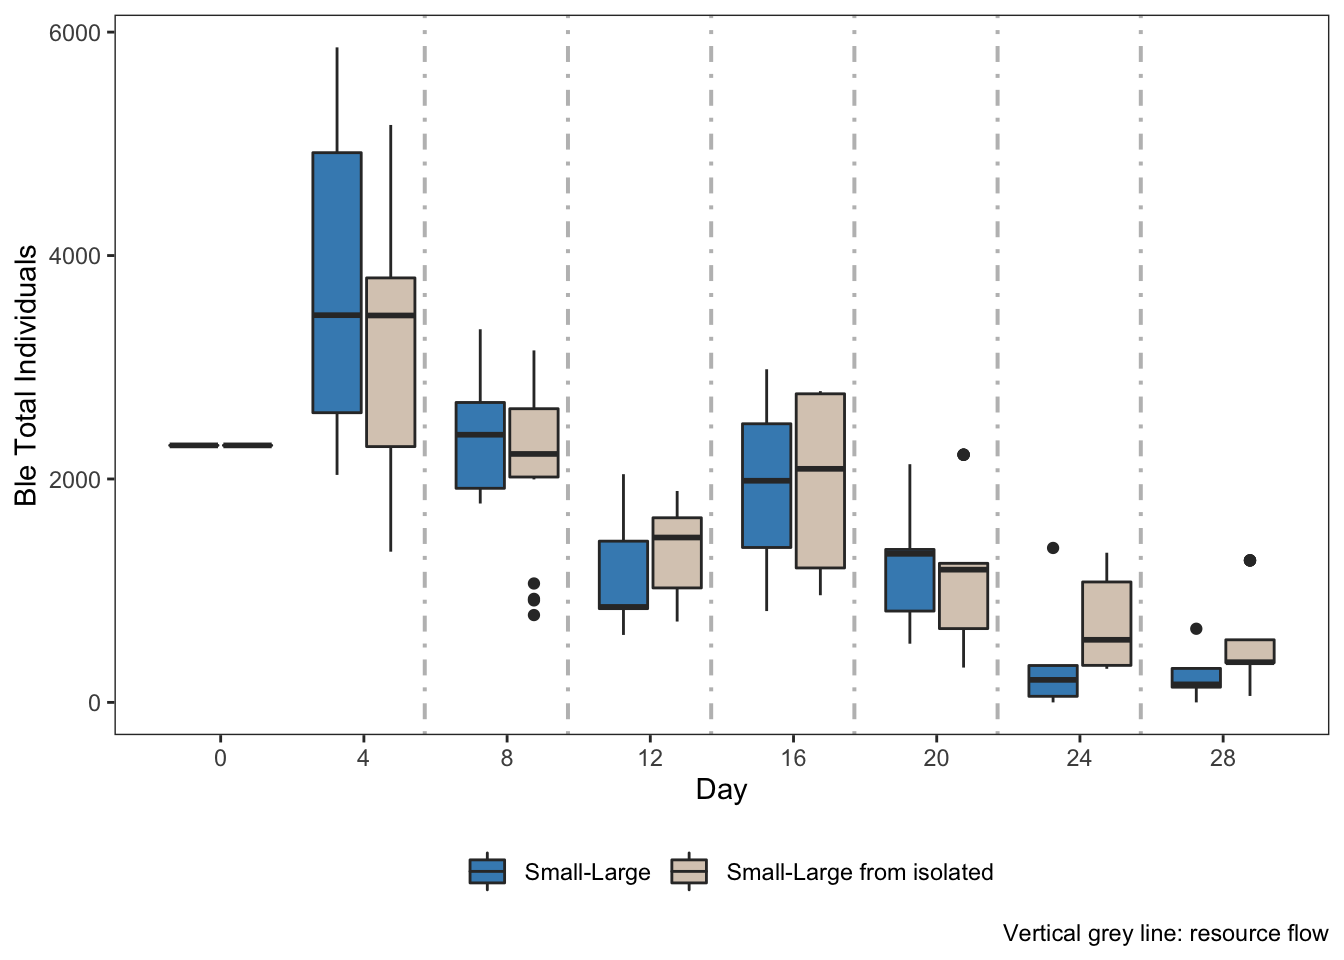 6000
4000
2000
0
Ble Total Individuals
0 4 8 12 16 20 24 28
Day
Small-Large Small-Large from isolated
Vertical grey line: resource flow